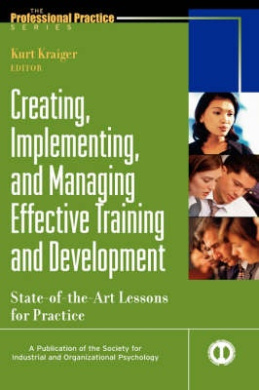 THE
Professional Practice
SERIES
Kurt Kraiger
EDITOR
Creating,
Implementing,
and Managing
Effective Training
and Development
State-of-the-Art Lessons
for Practice
A Publication of the Society for
Industrial and Organizational Psychology